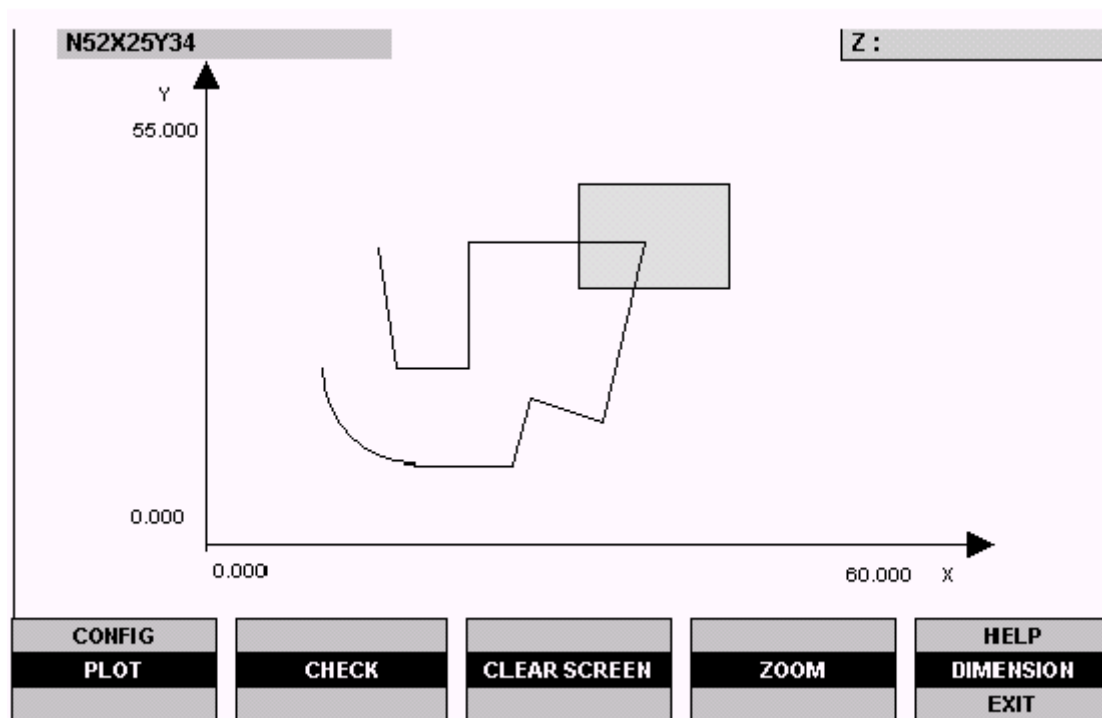 N52X25Y34
Z :
Y
55.000
0.000
0.000
60.000 X
CONFIG
HELP
PLOT
CHECK
CLEAR SCREEN
ZOOM
DIMENSION
EXIT